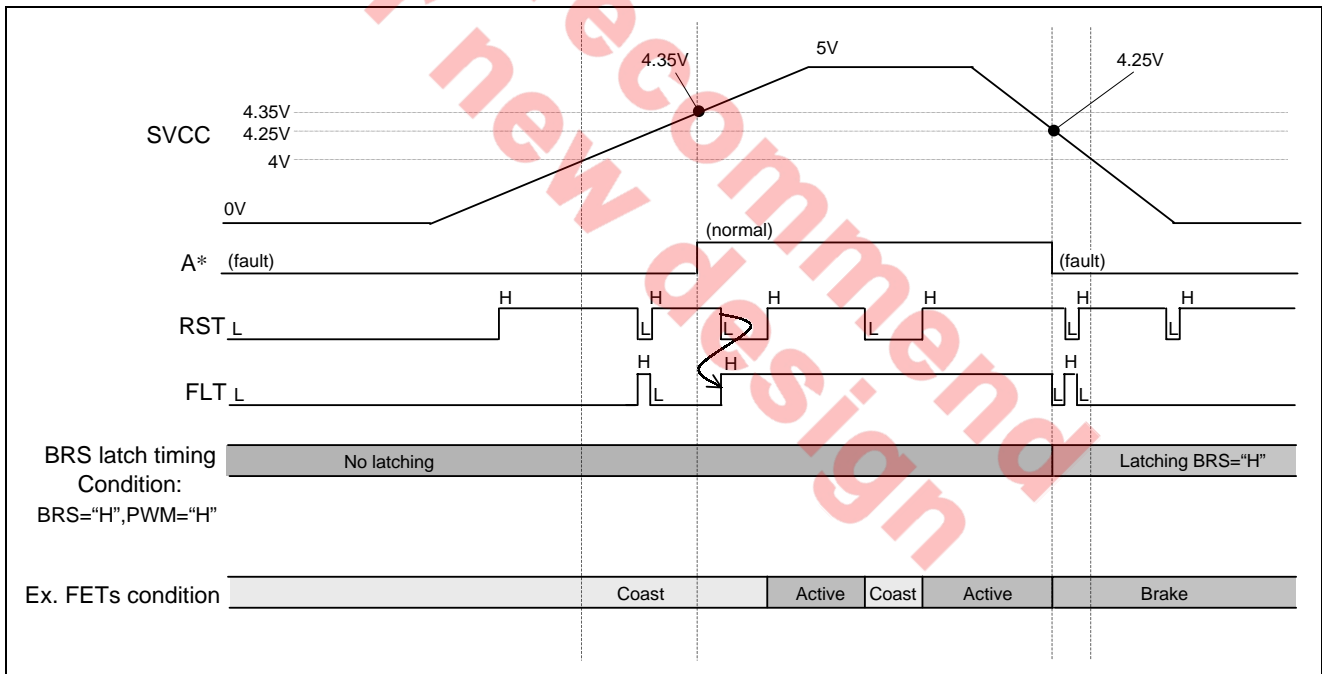 recommend
new design
4.35V
5V
4.25V
4.35V
SVCC
4.25V
4V
0V
(normal)
A* (fault)
(fault)
H H H H H H
RST L L L L L L
H H H
FLT L L L L
BRS latch timing
No latching
Latching BRS="H"
Condition:
BRS="H",PWM="H"
Ex. FETs condition
Coast
Active
Coast
Active
Brake